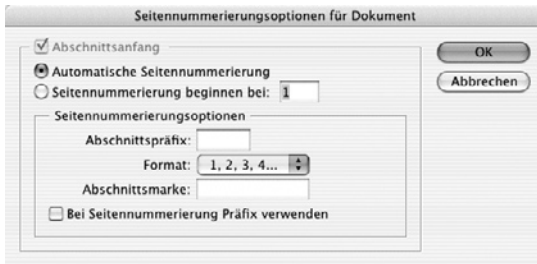 Seitennummerierungsoptionen für Dokument
Abschnittsanfang
Automatische Seitennummerierung
Seitennummerierung beginnen bei: 1
Seitennummerierungsoptionen
Abschnittspräfix:
Format: 1, 2, 3, 4...
Abschnittsmarke:
Bei Seitennummerierung Präfix verwenden
OK
Abbrechen